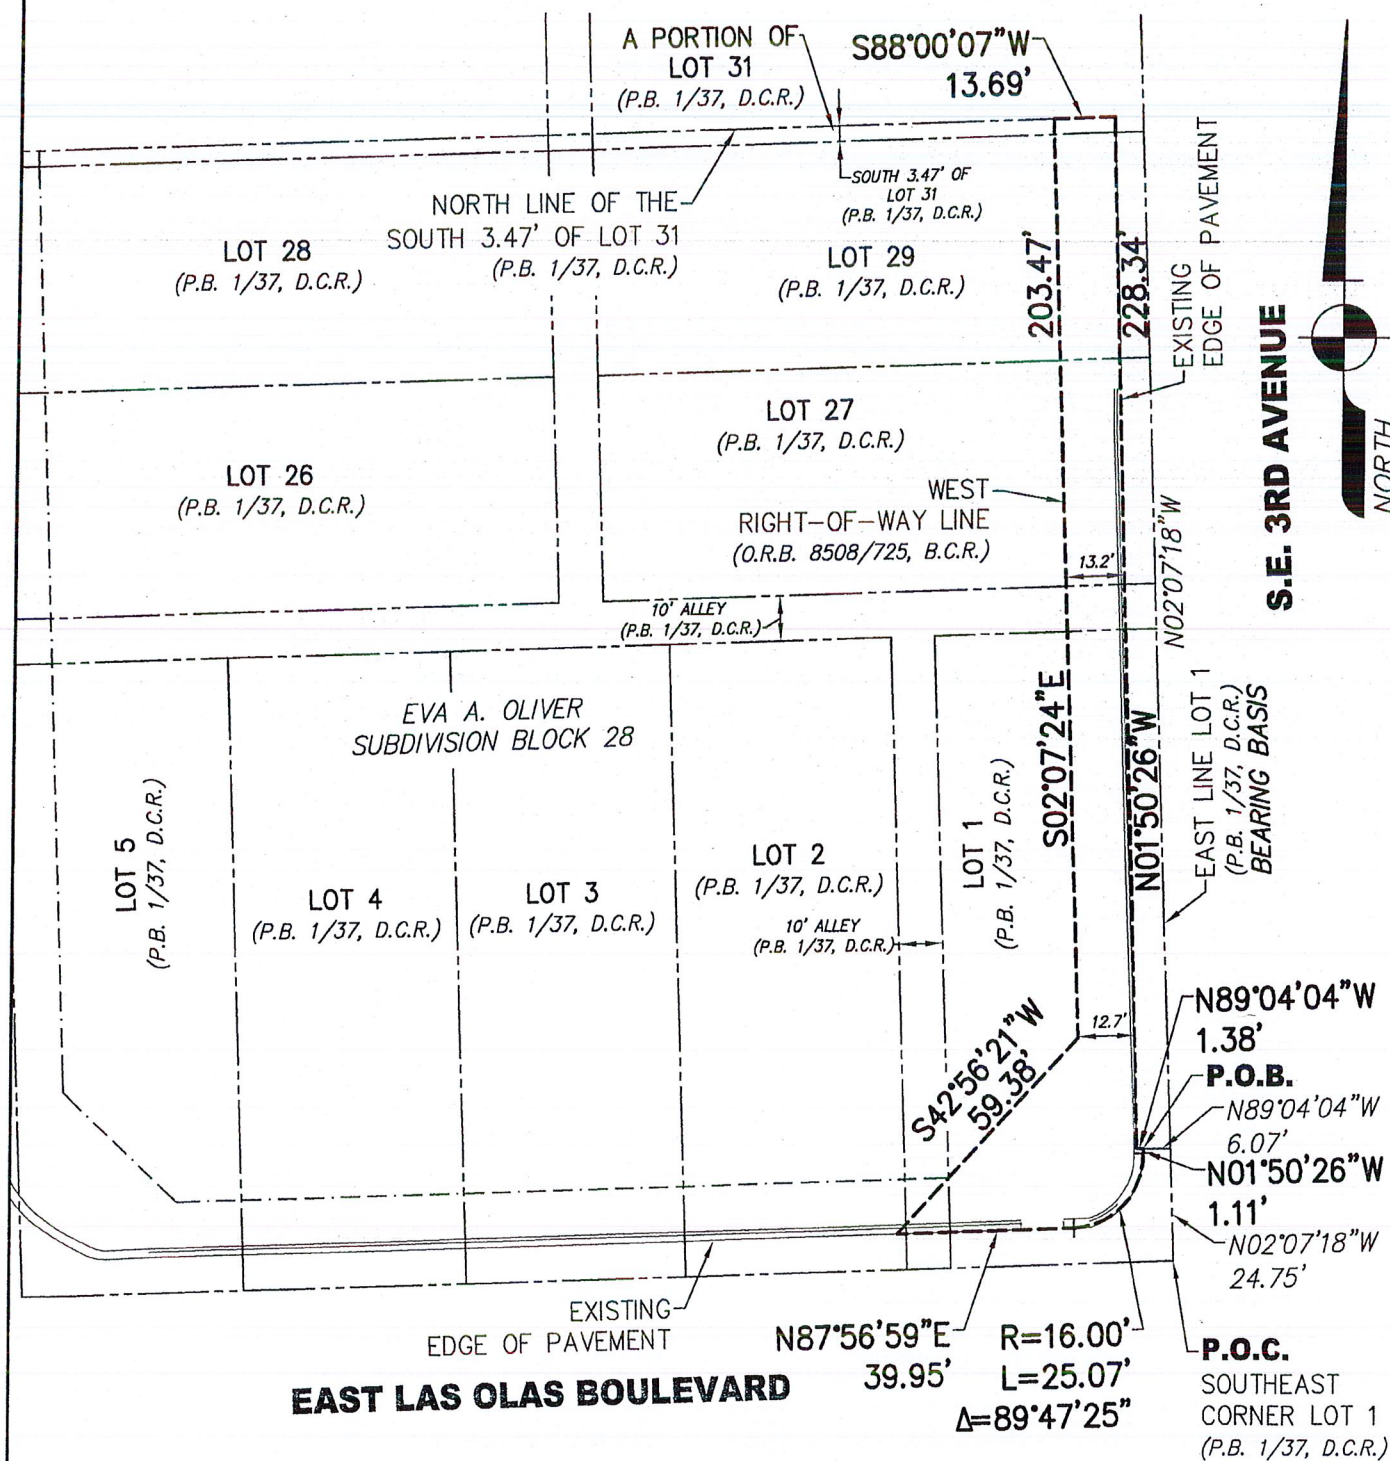 A PORTION OF
LOT 31
(P.B. 1/37, D.C.R.)
S88°00'07"W
13.69'
SOUTH 3.47' OF
LOT 31
(P.B. 1/37, D.C.R.)
NORTH LINE OF THE
SOUTH 3.47' OF LOT 31
(P.B. 1/37, D.C.R.)
LOT 28
(P.B. 1/37, D.C.R.)
LOT 29
(P.B. 1/37, D.C.R.)
203.47'
228.34'
EXISTING
EDGE OF PAVEMENT
S.E. 3RD AVENUE
NORTH
LOT 26
(P.B. 1/37, D.C.R.)
LOT 27
(P.B. 1/37, D.C.R.)
WEST
RIGHT-OF-WAY LINE
(O.R.B. 8508/725, B.C.R.)
13.2'
N02°07'18"W
10' ALLEY
(P.B. 1/37, D.C.R.)
EVA A. OLIVER
SUBDIVISION BLOCK 28
S02°07'24"E
N01°50'26"W
EAST LINE LOT 1
(P.B. 1/37, D.C.R.)
BEARING BASIS
LOT 5
(P.B. 1/37, D.C.R.)
LOT 4
(P.B. 1/37, D.C.R.)
LOT 3
(P.B. 1/37, D.C.R.)
LOT 2
(P.B. 1/37, D.C.R.)
10' ALLEY
(P.B. 1/37, D.C.R.)
LOT 1
(P.B. 1/37, D.C.R.)
12.7'
S42°56'21"W
59.38'
N89°04'04"W
1.38'
P.O.B.
N89°04'04"W
6.07'
N01°50'26"W
1.11'
N02°07'18"W
24.75'
EXISTING
EDGE OF PAVEMENT
N87°56'59"E
39.95'
R=16.00'
L=25.07'
Δ=89°47'25"
P.O.C.
SOUTHEAST
CORNER LOT 1
(P.B. 1/37, D.C.R.)
EAST LAS OLAS BOULEVARD